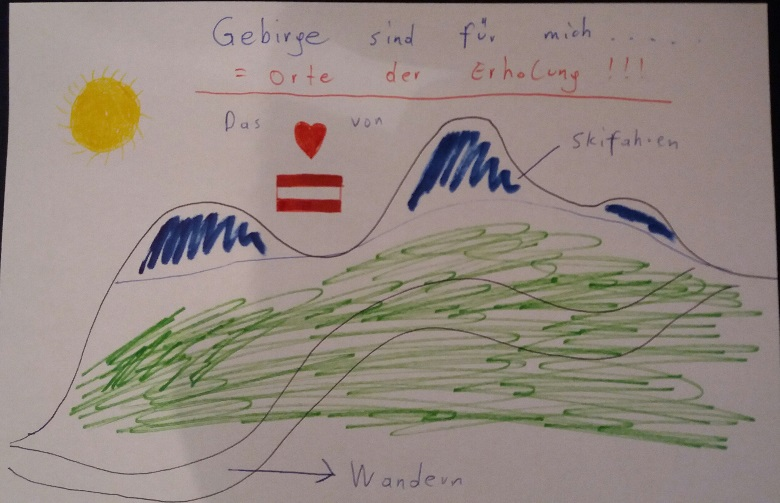 Gebirge sind für mich .....
= Orte der Erholung !!!
Das ♥ von
Skifahren
Wandern